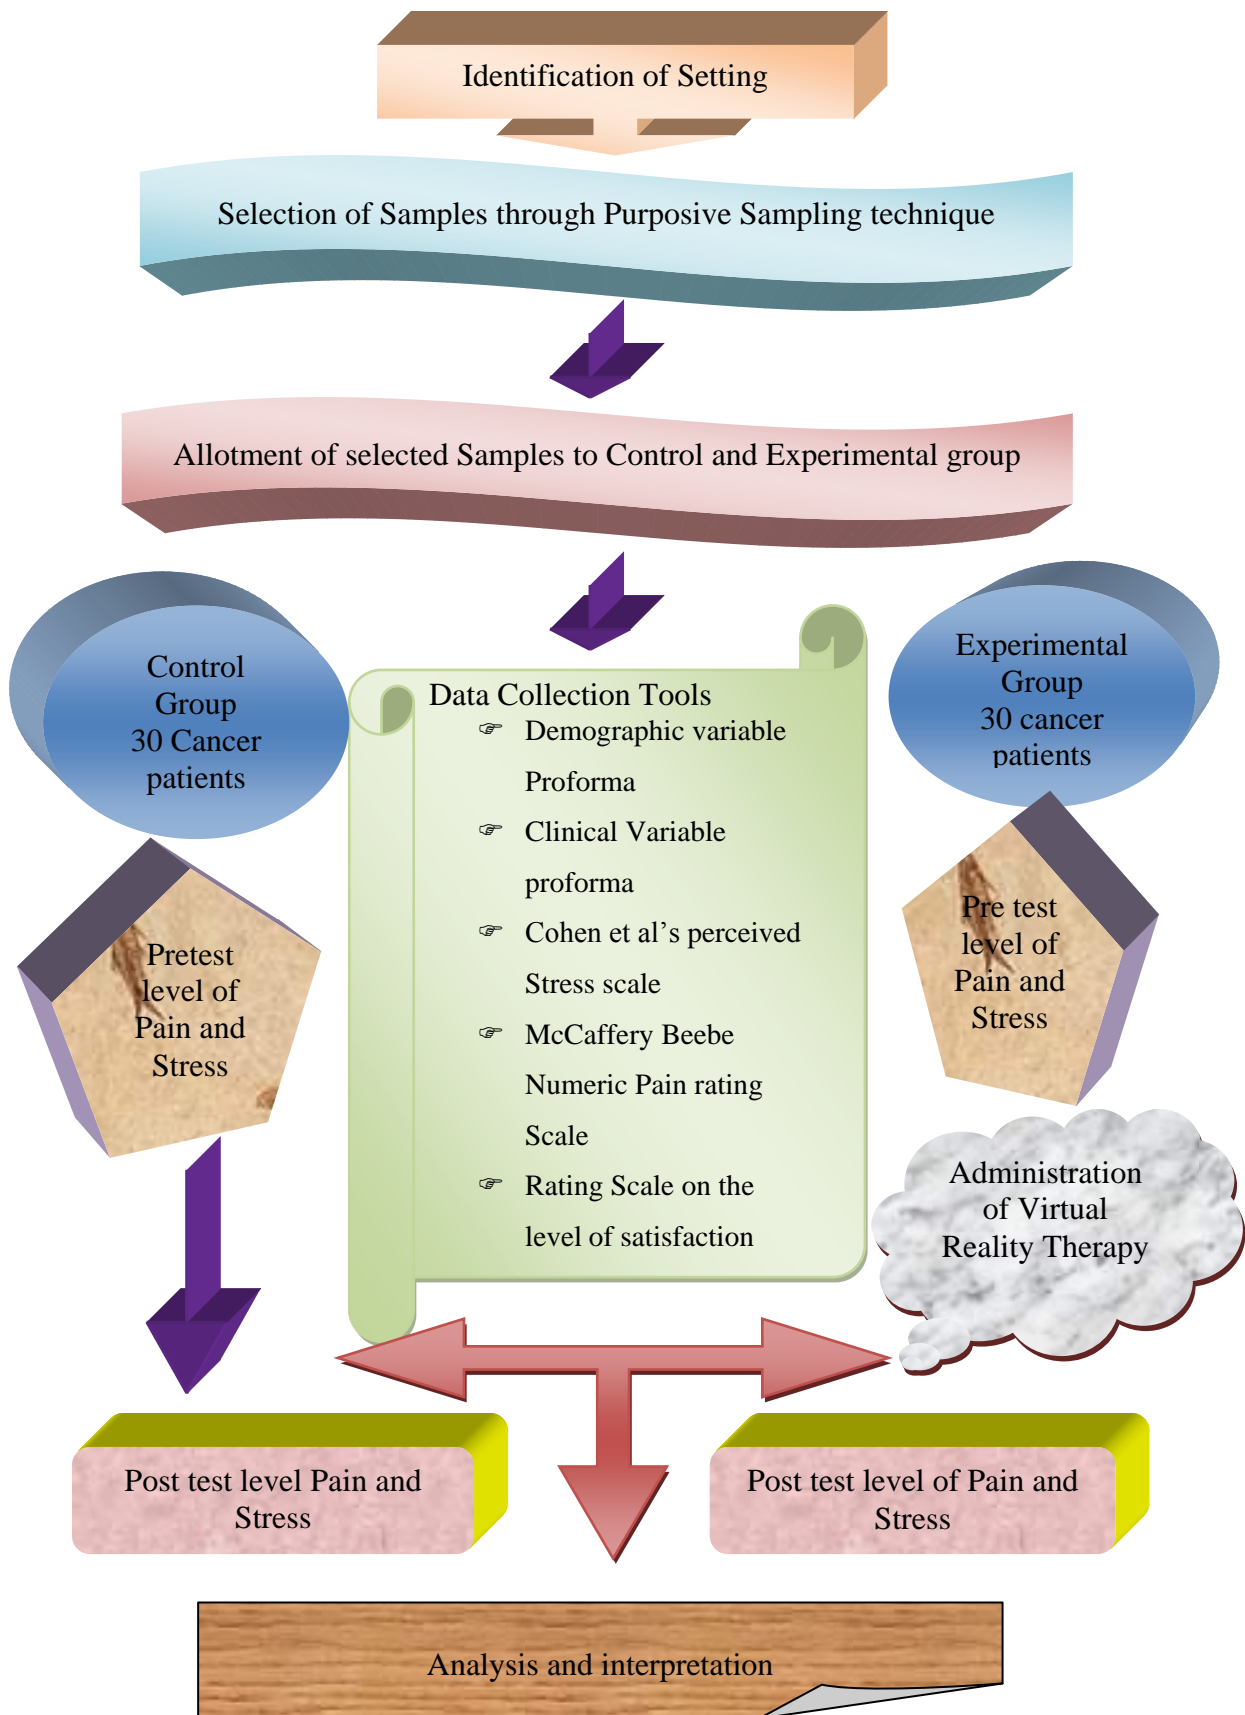 Identification of Setting
Selection of Samples through Purposive Sampling technique
Allotment of selected Samples to Control and Experimental group
Control
Group
30 Cancer
patients
Data Collection Tools
☞ Demographic variable
Proforma
☞ Clinical Variable
proforma
☞ Cohen et al’s perceived
Stress scale
☞ McCaffery Beebe
Numeric Pain rating
Scale
☞ Rating Scale on the
level of satisfaction
Experimental
Group
30 cancer
patients
Pretest
level of
Pain and
Stress
Pre test
level of
Pain and
Stress
Administration
of Virtual
Reality Therapy
Post test level Pain and
Stress
Post test level of Pain and
Stress
Analysis and interpretation